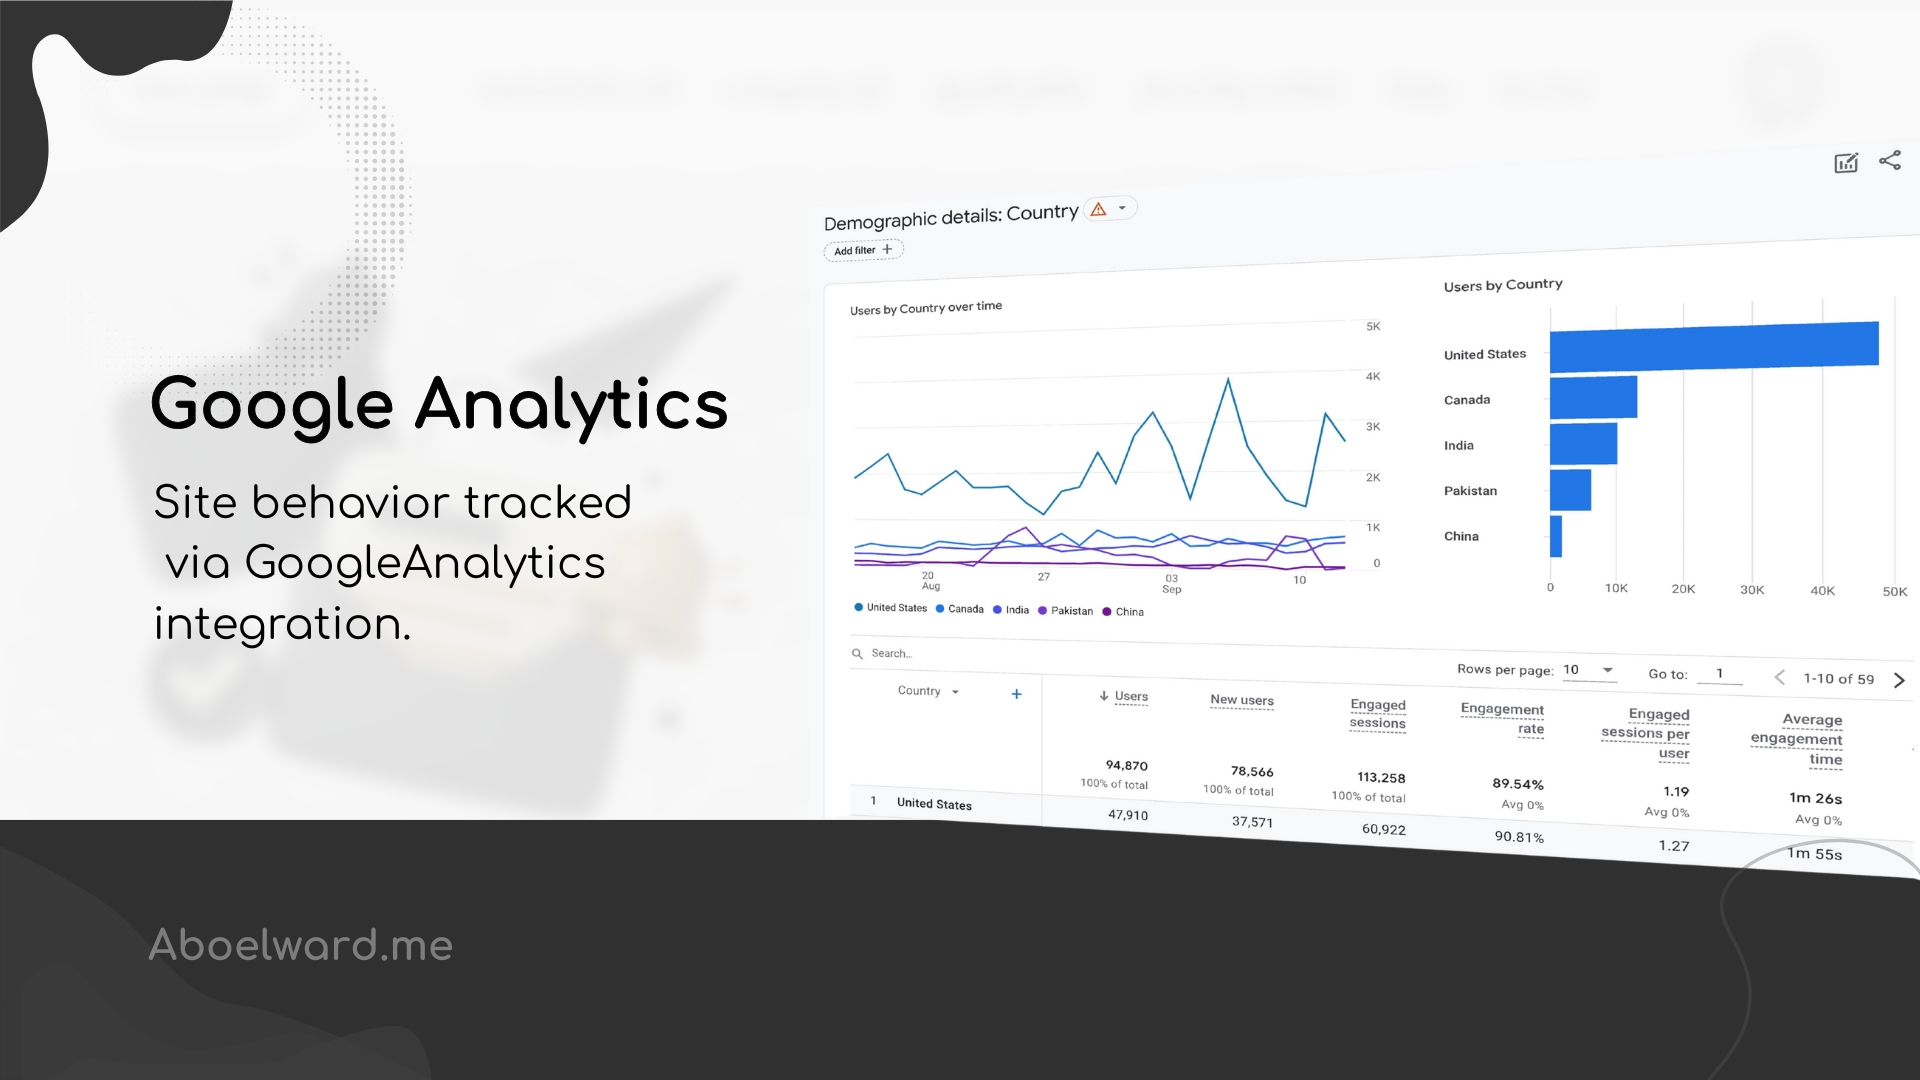 Google Analytics
Site behavior tracked
via GoogleAnalytics
integration.
Aboelward.me
Demographic details: Country
Add filter +
Users by Country over time
5K
4K
3K
2K
1K
0
20 Aug
27
03 Sep
10
United States Canada India Pakistan China
Users by Country
United States
Canada
India
Pakistan
China
0 10K 20K 30K 40K 50K
Search...
Rows per page: 10 Go to: 1 1-10 of 59
Country + ↓ Users New users Engaged sessions Engagement rate Engaged sessions per user Average engagement time
94,870 78,566 113,258 89.54% 1.19 1m 26s
100% of total 100% of total 100% of total Avg 0% Avg 0% Avg 0%
1 United States 47,910 37,571 60,922 90.81% 1.27 1m 55s